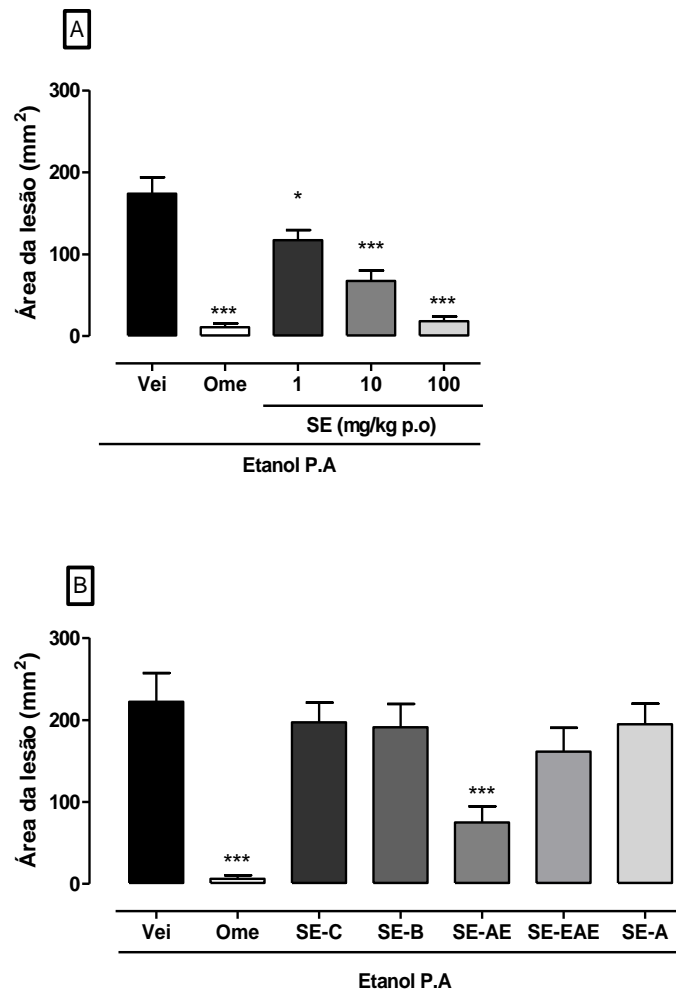 A
Área da lesão (mm²)
300
200
100
0
*
***
***
***
Vei Ome 1 10 100
SE (mg/kg p.o)
Etanol P.A
B
Área da lesão (mm²)
300
200
100
0
***
***
Vei Ome SE-C SE-B SE-AE SE-EAE SE-A
Etanol P.A